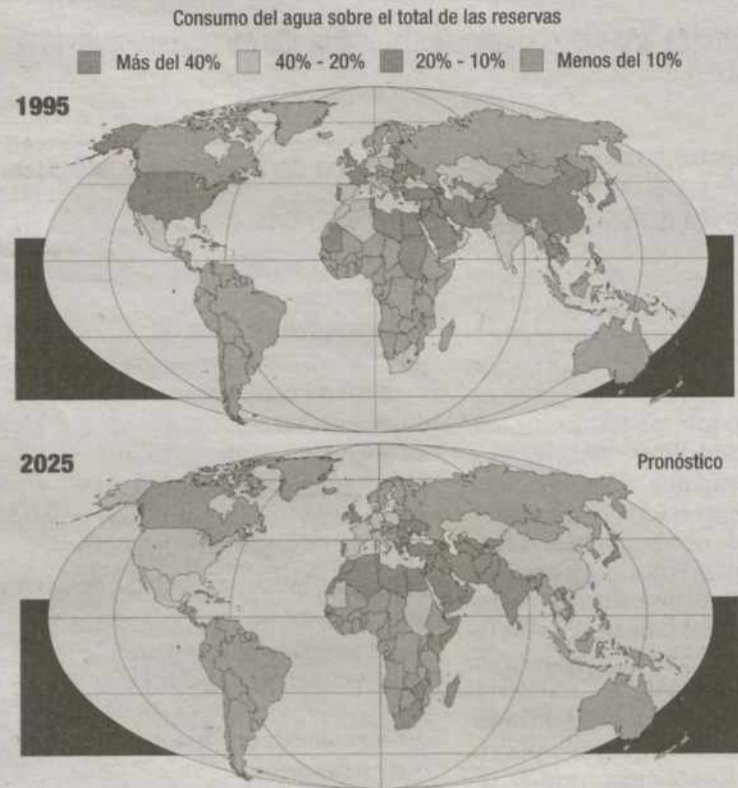 Consumo del agua sobre el total de las reservas
Más del 40% 40% - 20% 20% - 10% Menos del 10%
1995
2025
Pronóstico